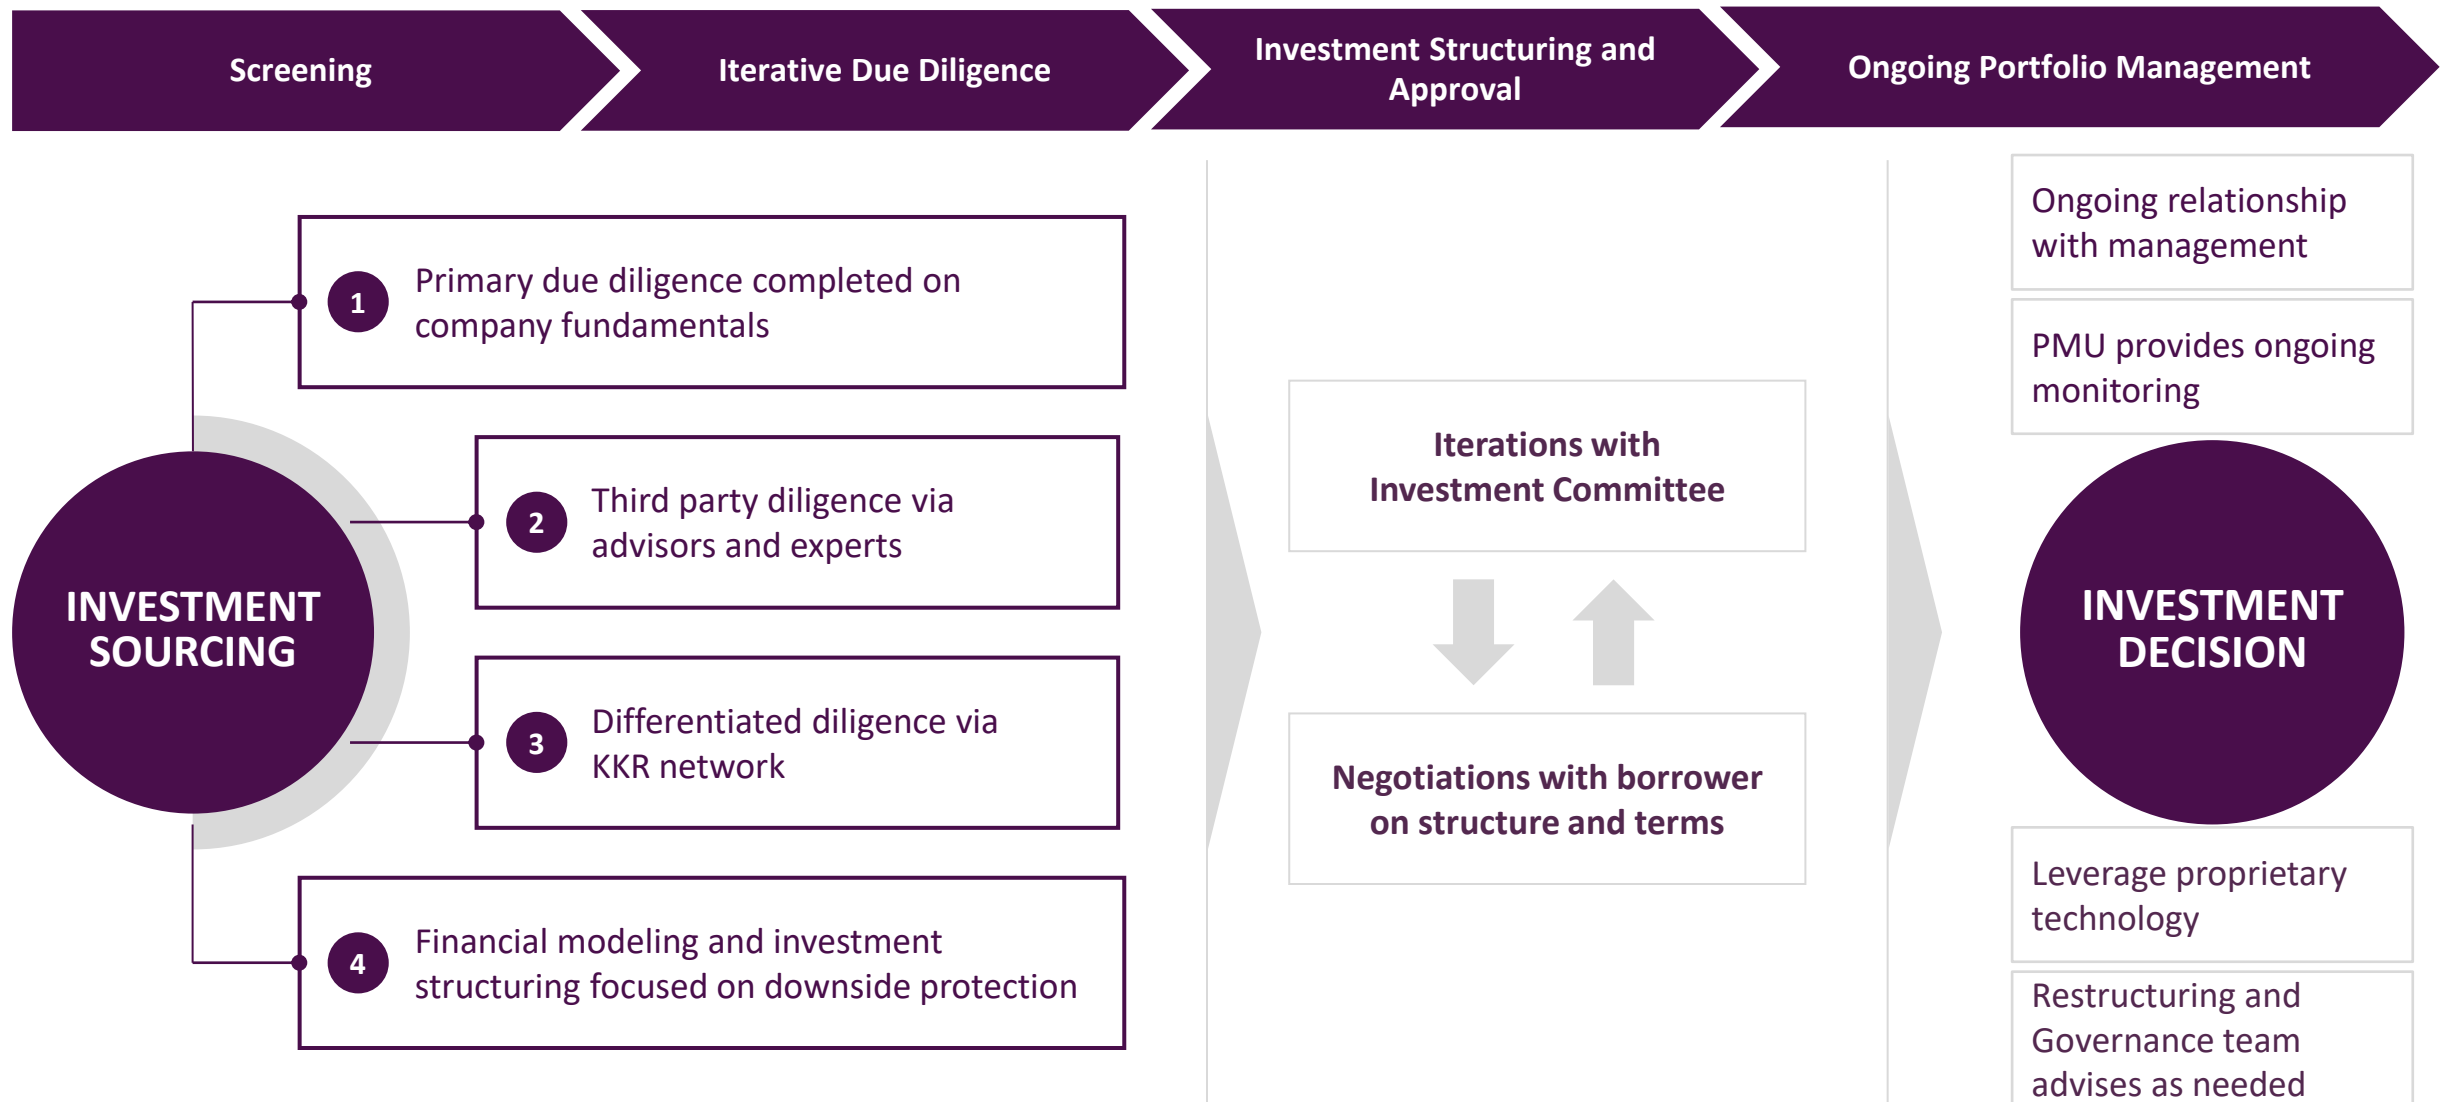 Screening
Iterative Due Diligence
Investment Structuring and
Approval
Ongoing Portfolio Management
INVESTMENT
SOURCING
1
Primary due diligence completed on
company fundamentals
2
Third party diligence via
advisors and experts
3
Differentiated diligence via
KKR network
4
Financial modeling and investment
structuring focused on downside protection
Iterations with
Investment Committee
Negotiations with borrower
on structure and terms
Ongoing relationship
with management
PMU provides ongoing
monitoring
INVESTMENT
DECISION
Leverage proprietary
technology
Restructuring and
Governance team
advises as needed